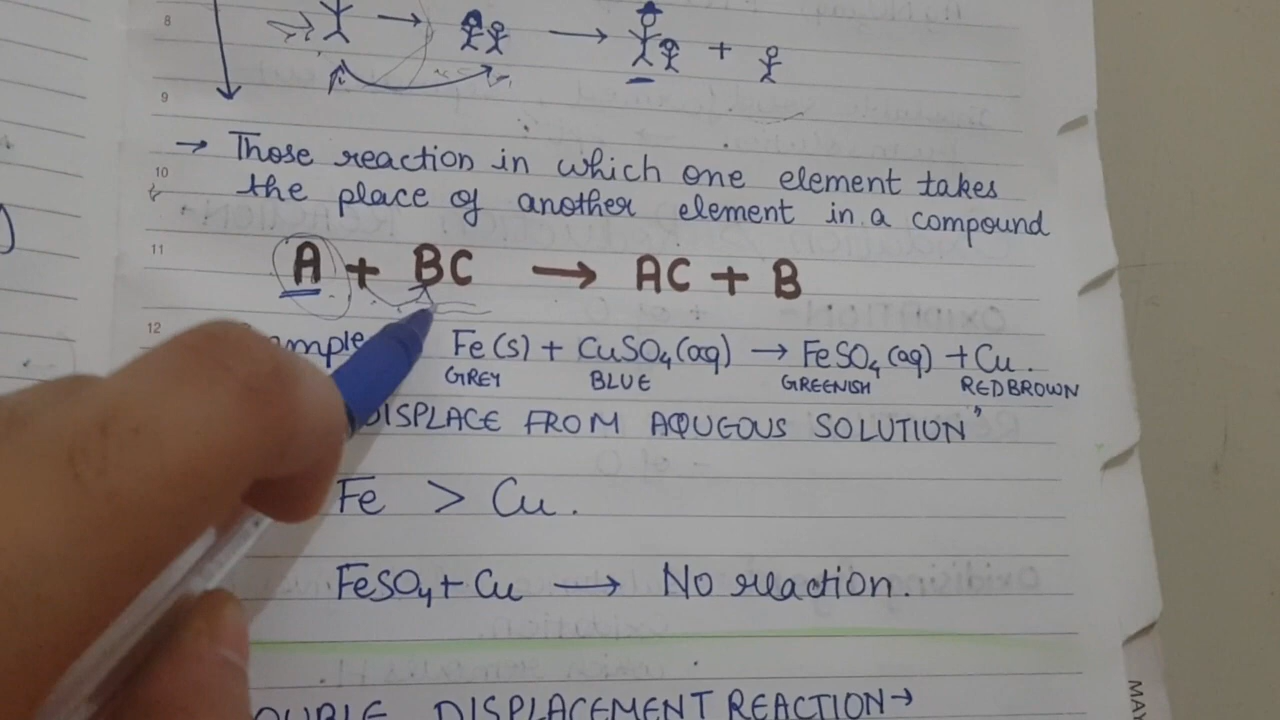 8
+
9
→ Those reaction in which one element takes
10
the place of another element in a compound
11
A + BC → AC + B
12
Fe(s) + CuSO₄(aq) → FeSO₄(aq) + Cu.
GREY BLUE GREENISH REDBROWN
DISPLACE FROM AQUEOUS SOLUTION"
Fe > Cu.
FeSO₄ + Cu → No reaction.
DISPLACEMENT REACTION→
MAY